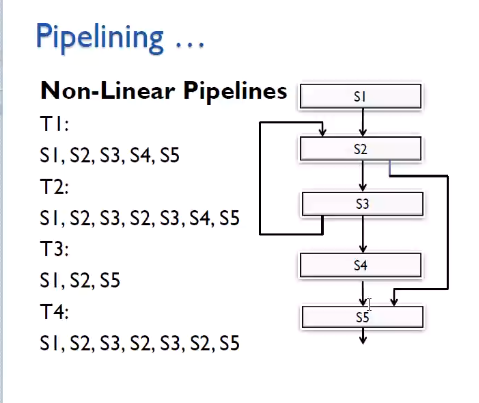 Pipelining ...
Non-Linear Pipelines
T1:
S1, S2, S3, S4, S5
T2:
S1, S2, S3, S2, S3, S4, S5
T3:
S1, S2, S5
T4:
S1, S2, S3, S2, S3, S2, S5
S1
S2
S3
S4
S5